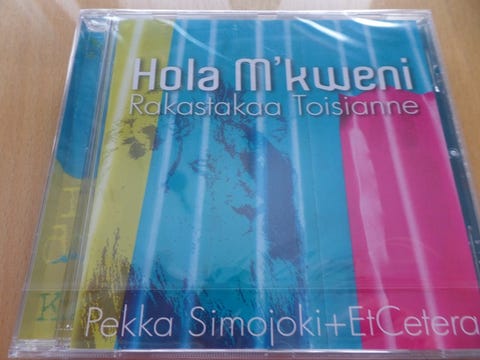 Hola M'kweni
Rakastakaa Toisianne
Pekka Simojoki+EtCetera